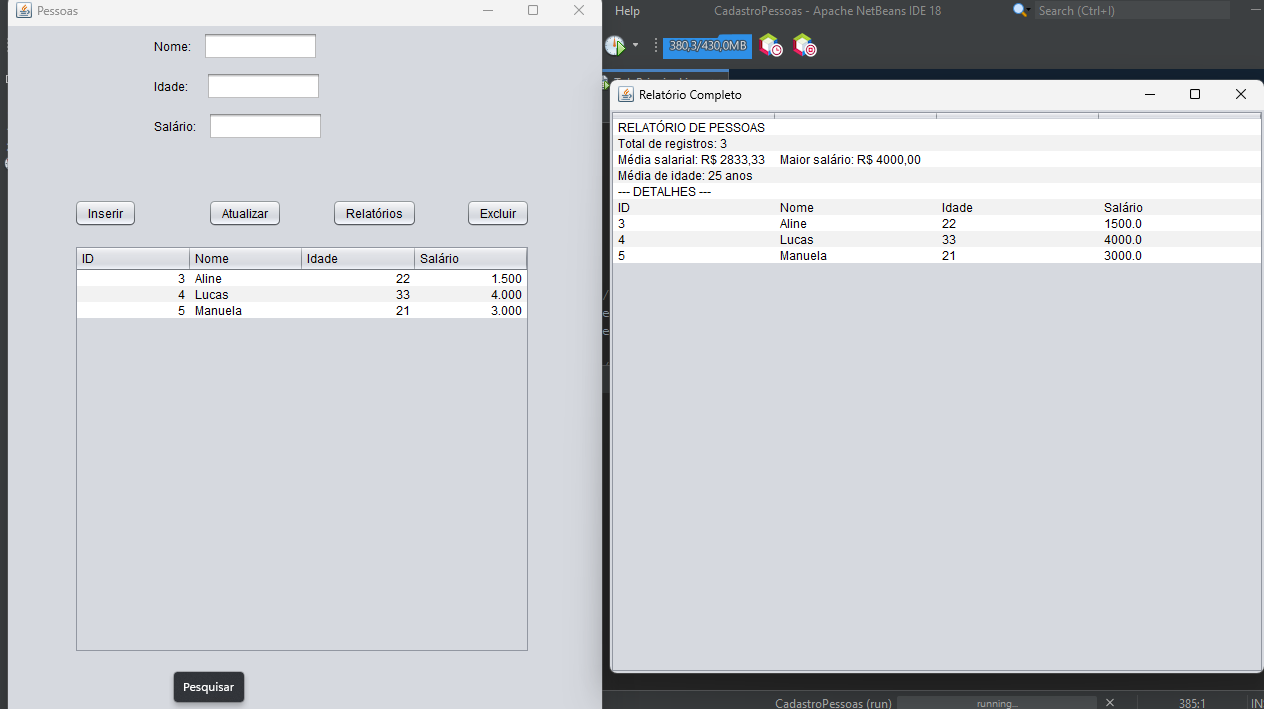 Pessoas
Nome:
Idade:
Salário:
Inserir Atualizar Relatórios Excluir
ID Nome Idade Salário
3 Aline 22 1.500
4 Lucas 33 4.000
5 Manuela 21 3.000
Pesquisar
Help CadastroPessoas - Apache NetBeans IDE 18 Search (Ctrl+I)
380,3/430,0MB
Relatório Completo
RELATÓRIO DE PESSOAS
Total de registros: 3
Média salarial: R$ 2833,33 Maior salário: R$ 4000,00
Média de idade: 25 anos
--- DETALHES ---
ID Nome Idade Salário
3 Aline 22 1500.0
4 Lucas 33 4000.0
5 Manuela 21 3000.0
CadastroPessoas (run) running... 385:1 IN